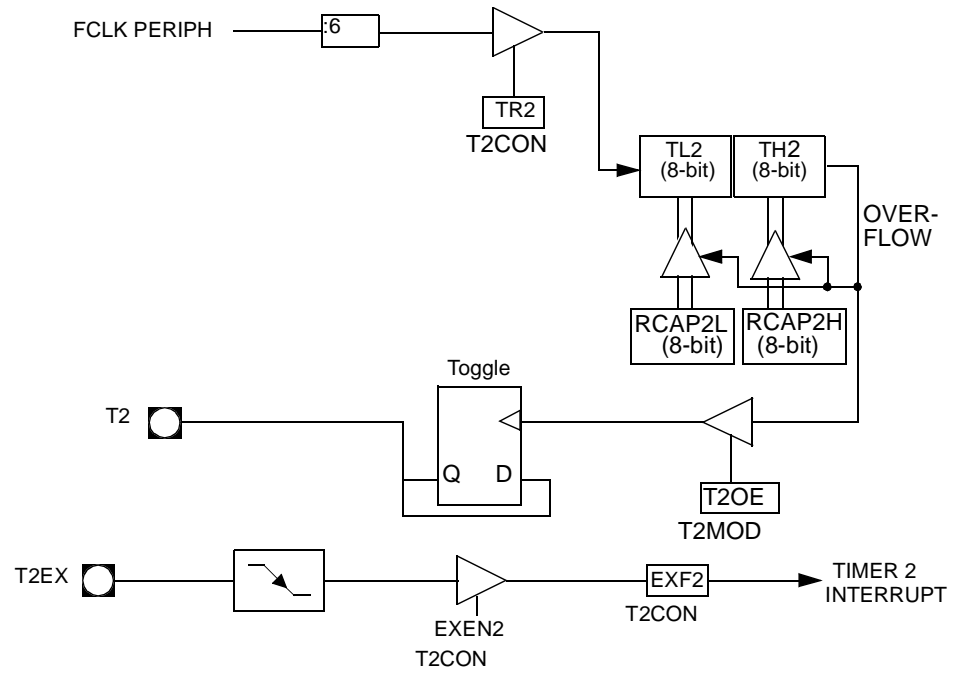 FCLK PERIPH
:6
TR2
T2CON
TL2
(8-bit)
TH2
(8-bit)
OVER-
FLOW
RCAP2L
(8-bit)
RCAP2H
(8-bit)
Toggle
T2
Q
D
T2OE
T2MOD
T2EX
EXEN2
T2CON
EXF2
T2CON
TIMER 2
INTERRUPT